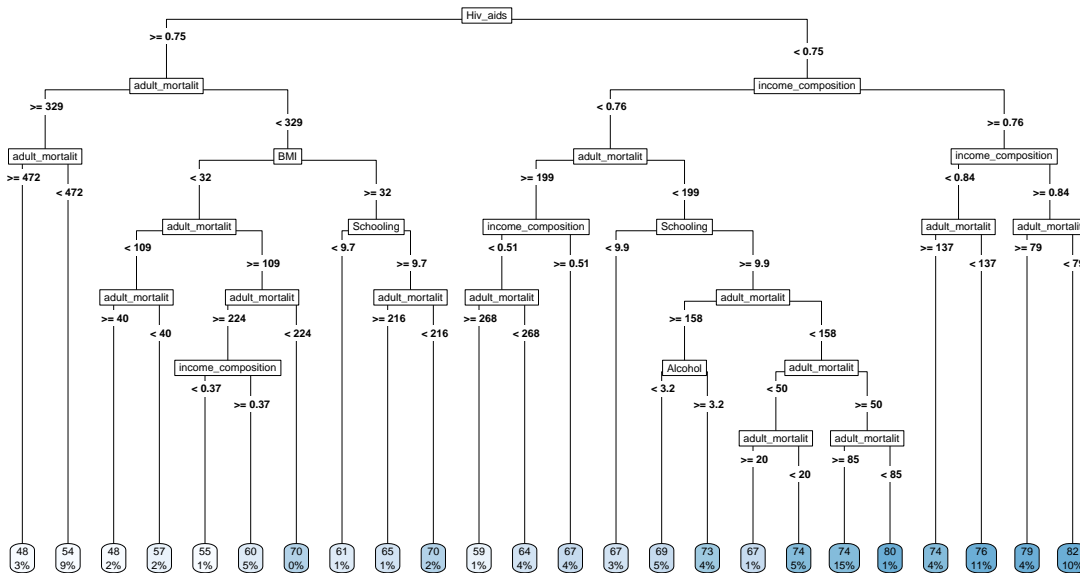 Hiv_aids
>= 0.75
< 0.75
adult_mortalit
income_composition
>= 329
< 329
< 0.76
>= 0.76
adult_mortalit
BMI
adult_mortalit
income_composition
>= 472
< 472
< 32
>= 32
>= 199
< 199
< 0.84
>= 0.84
adult_mortalit
Schooling
income_composition
Schooling
adult_mortalit
adult_mortalit
< 109
>= 109
< 9.7
>= 9.7
< 0.51
>= 0.51
< 9.9
>= 9.9
>= 137
< 137
>= 79
< 79
adult_mortalit
adult_mortalit
adult_mortalit
adult_mortalit
adult_mortalit
>= 40
< 40
>= 224
< 224
>= 216
< 216
>= 268
< 268
>= 158
< 158
income_composition
Alcohol
adult_mortalit
< 0.37
>= 0.37
< 3.2
>= 3.2
< 50
>= 50
adult_mortalit
adult_mortalit
>= 20
< 20
>= 85
< 85
48 54 48 57 55 60 70 61 65 70 59 64 67 67 69 73 67 74 74 80 74 76 79 82
3% 9% 2% 2% 1% 5% 0% 1% 1% 2% 1% 4% 4% 3% 5% 4% 1% 5% 15% 1% 4% 11% 4% 10%